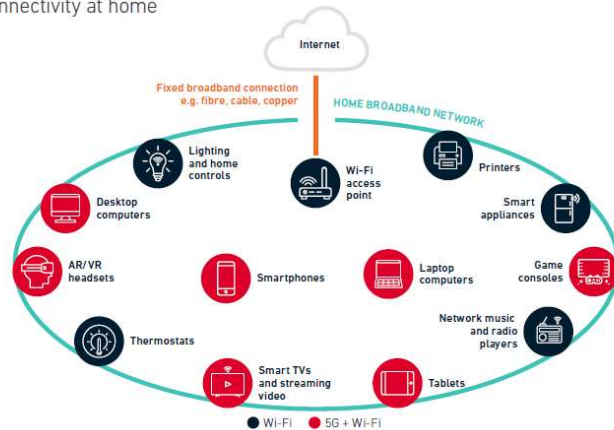 nnectivity at home
Internet
Fixed broadband connection
e.g. fibre, cable, copper
HOME BROADBAND NETWORK
Lighting
and home
controls
Wi-Fi
access
point
Printers
Desktop
computers
Smart
appliances
AR/VR
headsets
Smartphones
Laptop
computers
Game
consoles
Thermostats
Network music
and radio
players
Smart TVs
and streaming
video
Tablets
Wi-Fi
5G + Wi-Fi